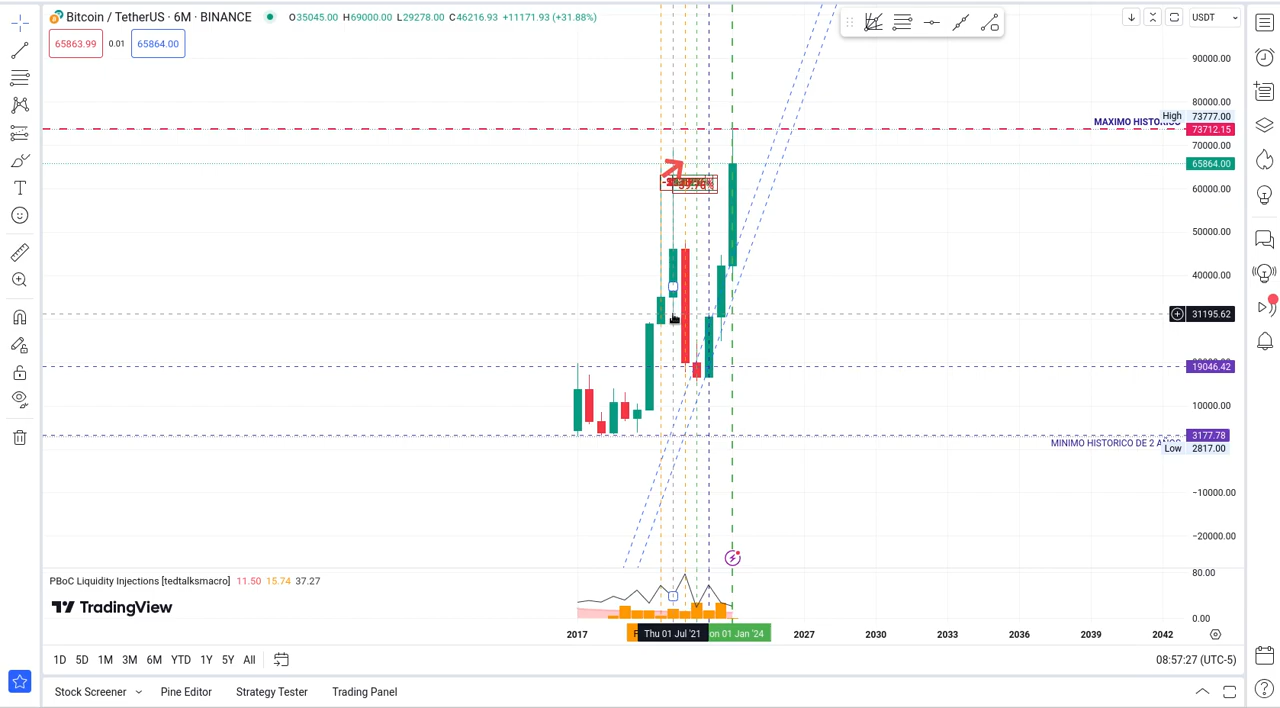 Bitcoin / TetherUS · 6M · BINANCE O35045.00 H69000.00 L29278.00 C46216.93 +11171.93 (+31.88%)
USDT
65863.99 0.01 65864.00
90000.00
80000.00
High 73777.00
MAXIMO HISTORICO
73712.15
70000.00
65864.00
60000.00
50000.00
40000.00
31195.62
19046.42
10000.00
3177.78
MINIMO HISTORICO DE 2 AÑOS
Low 2817.00
−10000.00
−20000.00
PBoC Liquidity Injections [tedtalksmacro] 11.50 15.74 37.27
80.00
TradingView
0.00
2017 Thu 01 Jul '21 on 01 Jan '24 2027 2030 2033 2036 2039 2042
1D 5D 1M 3M 6M YTD 1Y 5Y All 08:57:27 (UTC-5)
Stock Screener Pine Editor Strategy Tester Trading Panel